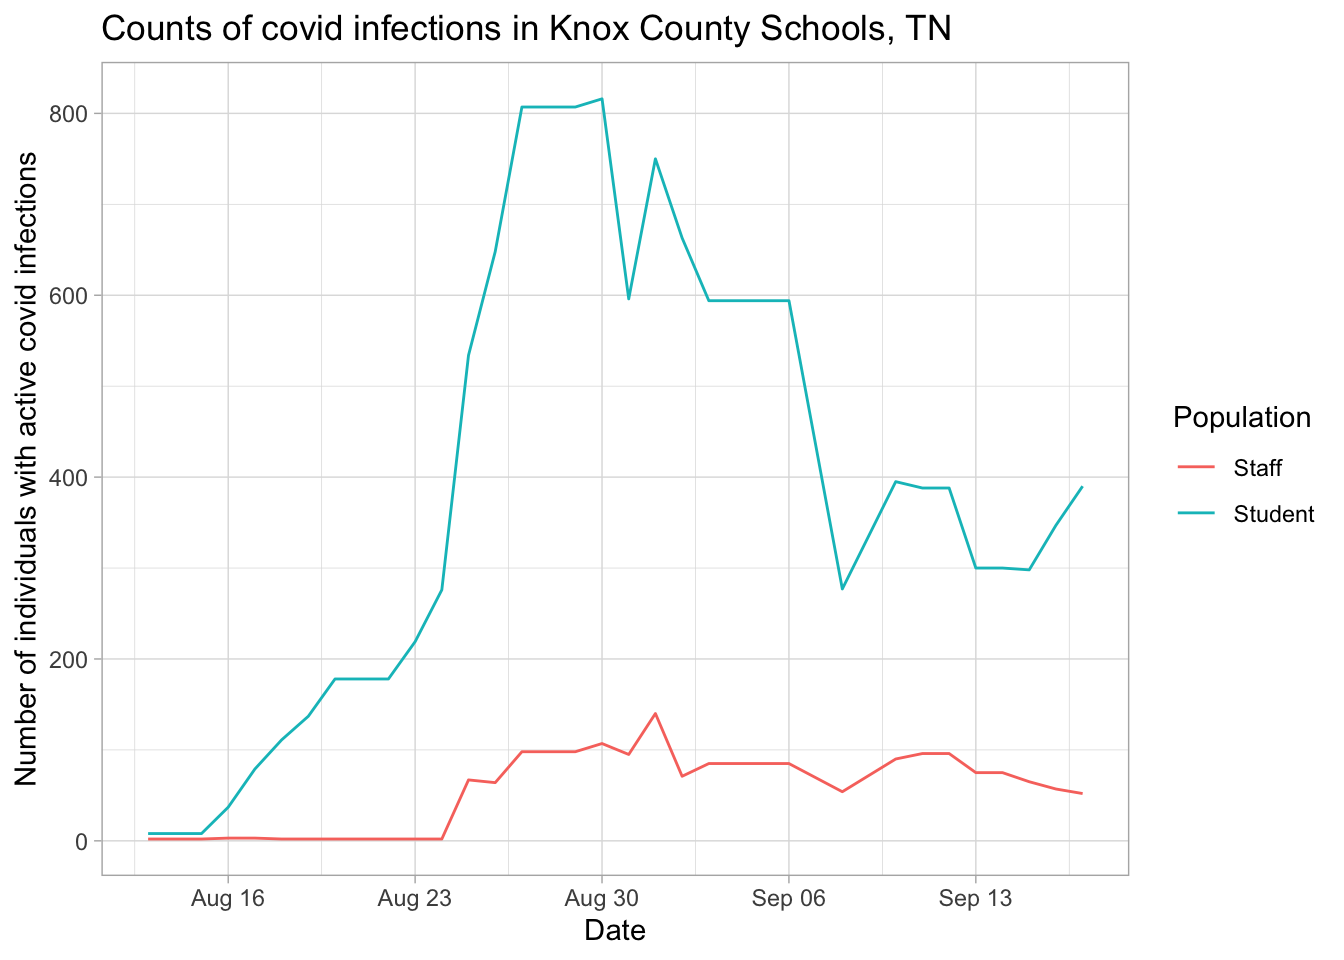 Counts of covid infections in Knox County Schools, TN
Number of individuals with active covid infections
800
600
400
200
0
Aug 16
Aug 23
Aug 30
Sep 06
Sep 13
Date
Population
Staff
Student